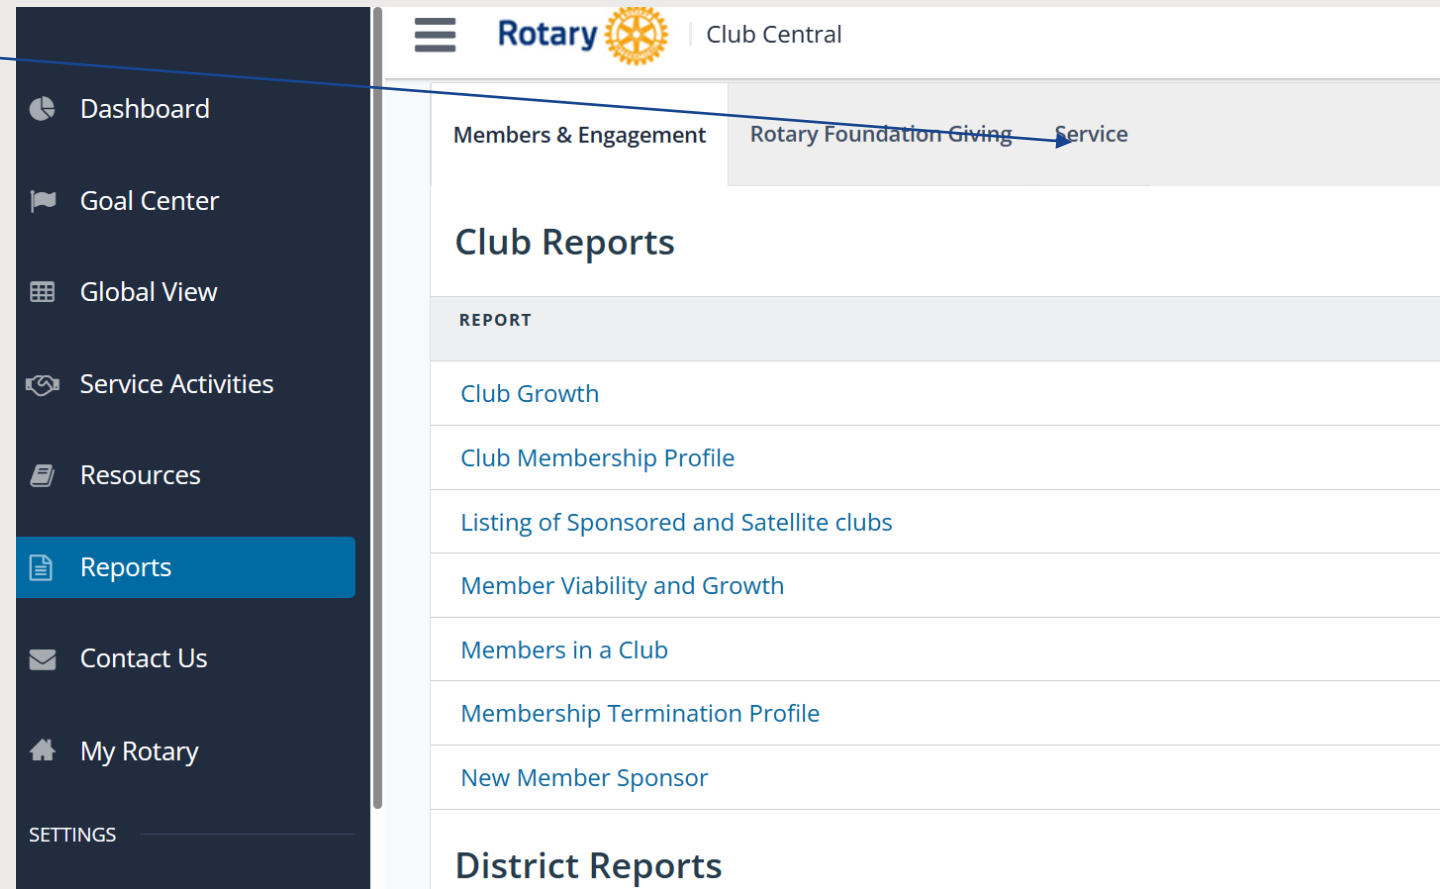 Rotary
Club Central
Dashboard
Goal Center
Global View
Service Activities
Resources
Reports
Contact Us
My Rotary
SETTINGS
Members & Engagement
Rotary Foundation Giving
Service
Club Reports
REPORT
Club Growth
Club Membership Profile
Listing of Sponsored and Satellite clubs
Member Viability and Growth
Members in a Club
Membership Termination Profile
New Member Sponsor
District Reports